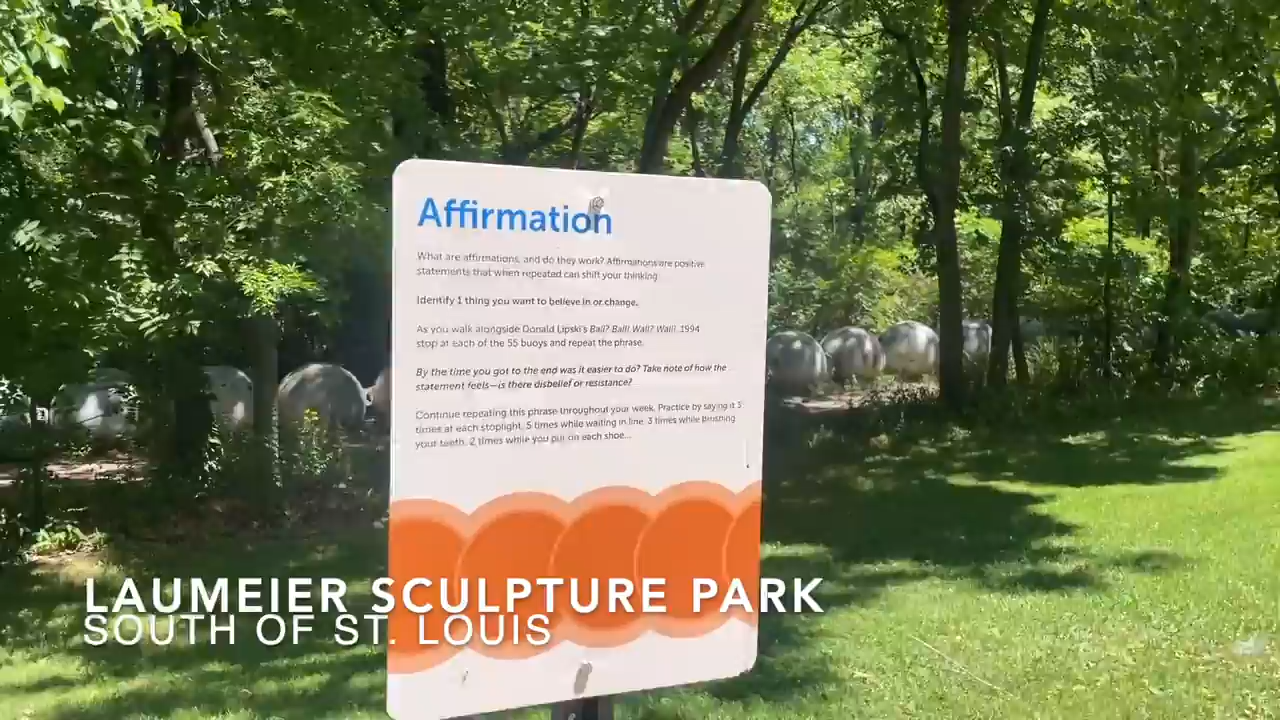 Affirmation
What are affirmations, and do they work? Affirmations are positive
statements that when repeated can shift your thinking.
Identify 1 thing you want to believe in or change.
As you walk alongside Donald Lipski's Ball? Ball! Wall? Wall!, 1994
stop at each of the 55 buoys and repeat the phrase.
By the time you got to the end was it easier to do? Take note of how the
statement feels—is there disbelief or resistance?
Continue repeating this phrase throughout your week. Practice by saying it 5
times at each stoplight, 5 times while waiting in line, 3 times while brushing
your teeth, 2 times while you put on each shoe...
LAUMEIER SCULPTURE PARK
SOUTH OF ST. LOUIS